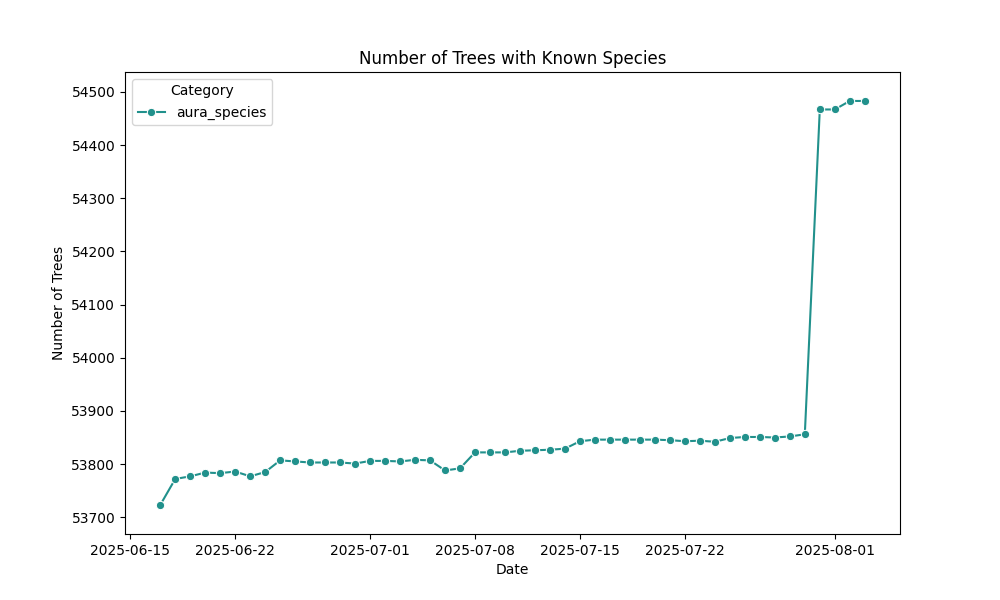 Number of Trees with Known Species
Category
aura_species
54500
54400
54300
54200
54100
54000
53900
53800
53700
Number of Trees
2025-06-15 2025-06-22 2025-07-01 2025-07-08 2025-07-15 2025-07-22 2025-08-01
Date